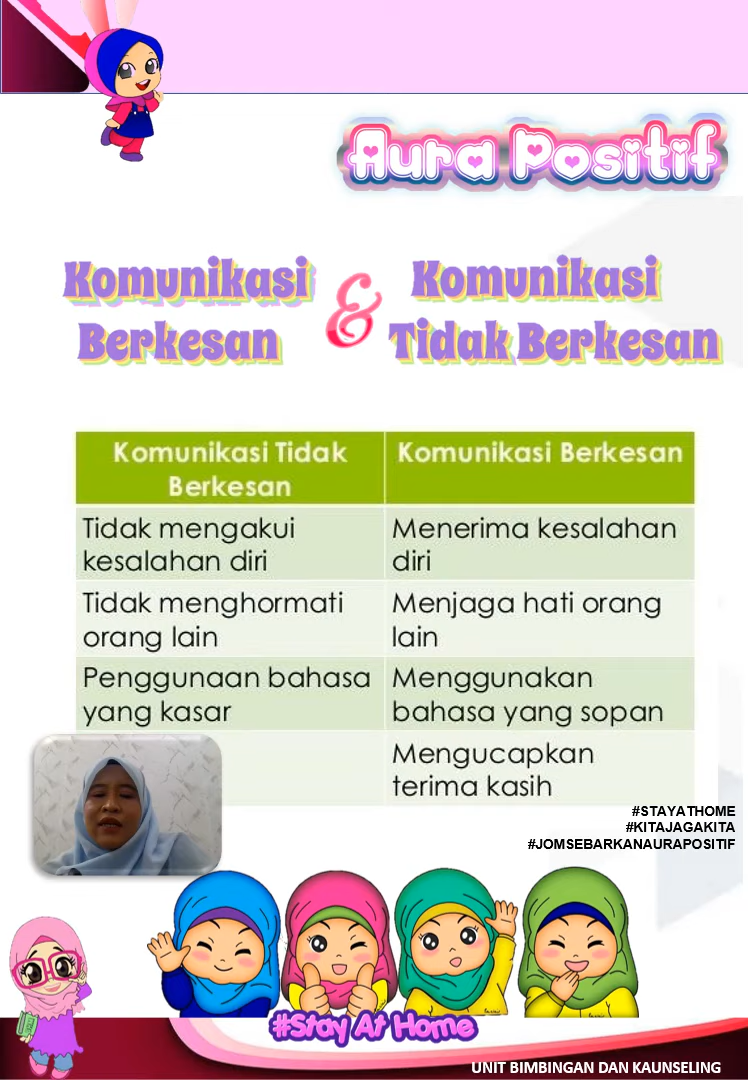 Aura Positif
Komunikasi
Berkesan
&
Komunikasi
Tidak Berkesan
Komunikasi Tidak
Berkesan
Komunikasi Berkesan
Tidak mengakui
kesalahan diri
Menerima kesalahan
diri
Tidak menghormati
orang lain
Menjaga hati orang
lain
Penggunaan bahasa
yang kasar
Menggunakan
bahasa yang sopan
Mengucapkan
terima kasih
#STAYATHOME
#KITAJAGAKITA
#JOMSEBARKANAURAPOSITIF
#Stay At Home
UNIT BIMBINGAN DAN KAUNSELING